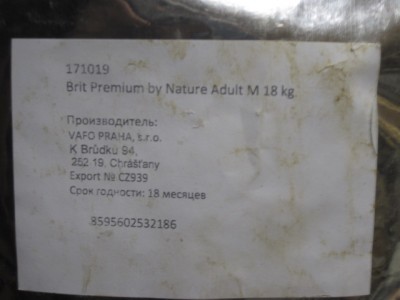 171019
Brit Premium by Nature Adult M 18 kg
Производитель:
VAFO PRAHA, s.r.o.
K Brůdku 94,
252 19, Chrášťany
Export № CZ939
Срок годности: 18 месяцев
8595602532186